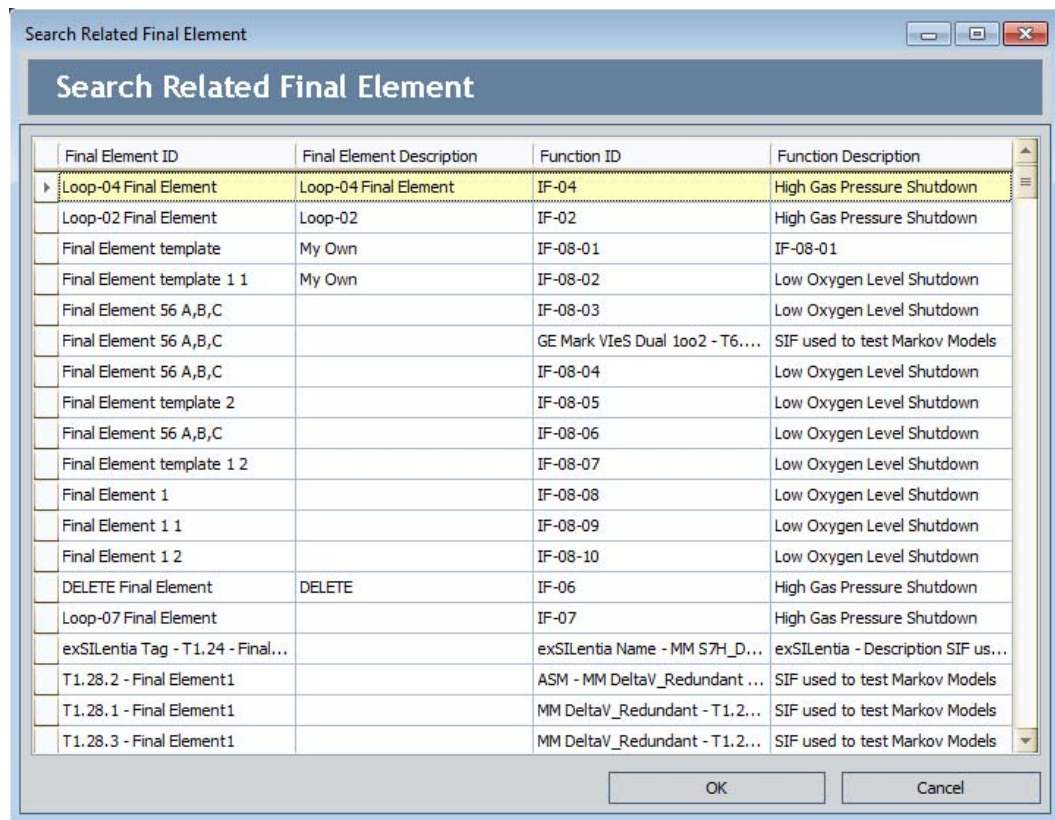 Search Related Final Element
Search Related Final Element
Final Element ID Final Element Description Function ID Function Description
Loop-04 Final Element Loop-04 Final Element IF-04 High Gas Pressure Shutdown
Loop-02 Final Element Loop-02 IF-02 High Gas Pressure Shutdown
Final Element template My Own IF-08-01 IF-08-01
Final Element template 1 1 My Own IF-08-02 Low Oxygen Level Shutdown
Final Element 56 A,B,C IF-08-03 Low Oxygen Level Shutdown
Final Element 56 A,B,C GE Mark VIeS Dual 1oo2 - T6.... SIF used to test Markov Models
Final Element 56 A,B,C IF-08-04 Low Oxygen Level Shutdown
Final Element template 2 IF-08-05 Low Oxygen Level Shutdown
Final Element 56 A,B,C IF-08-06 Low Oxygen Level Shutdown
Final Element template 1 2 IF-08-07 Low Oxygen Level Shutdown
Final Element 1 IF-08-08 Low Oxygen Level Shutdown
Final Element 1 1 IF-08-09 Low Oxygen Level Shutdown
Final Element 1 2 IF-08-10 Low Oxygen Level Shutdown
DELETE Final Element DELETE IF-06 High Gas Pressure Shutdown
Loop-07 Final Element IF-07 High Gas Pressure Shutdown
exSILentia Tag - T1.24 - Final... exSILentia Name - MM S7H_D... exSILentia - Description SIF us...
T1.28.2 - Final Element1 ASM - MM DeltaV_Redundant ... SIF used to test Markov Models
T1.28.1 - Final Element1 MM DeltaV_Redundant - T1.2... SIF used to test Markov Models
T1.28.3 - Final Element1 MM DeltaV_Redundant - T1.2... SIF used to test Markov Models
OK Cancel